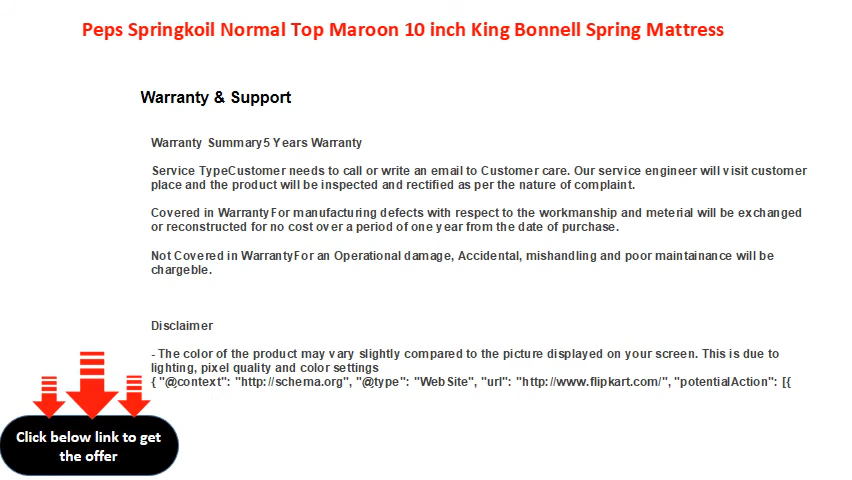 Peps Springkoil Normal Top Maroon 10 inch King Bonnell Spring Mattress
Warranty & Support
Warranty Summary5 Years Warranty
Service TypeCustomer needs to call or write an email to Customer care. Our service engineer will visit customer
place and the product will be inspected and rectified as per the nature of complaint.
Covered in WarrantyFor manufacturing defects with respect to the workmanship and meterial will be exchanged
or reconstructed for no cost over a period of one year from the date of purchase.
Not Covered in WarrantyFor an Operational damage, Accidental, mishandling and poor maintainance will be
chargeble.
Disclaimer
- The color of the product may vary slightly compared to the picture displayed on your screen. This is due to
lighting, pixel quality and color settings
{ "@context": "http://schema.org", "@type": "WebSite", "url": "http://www.flipkart.com/", "potentialAction": [{
Click below link to get
the offer